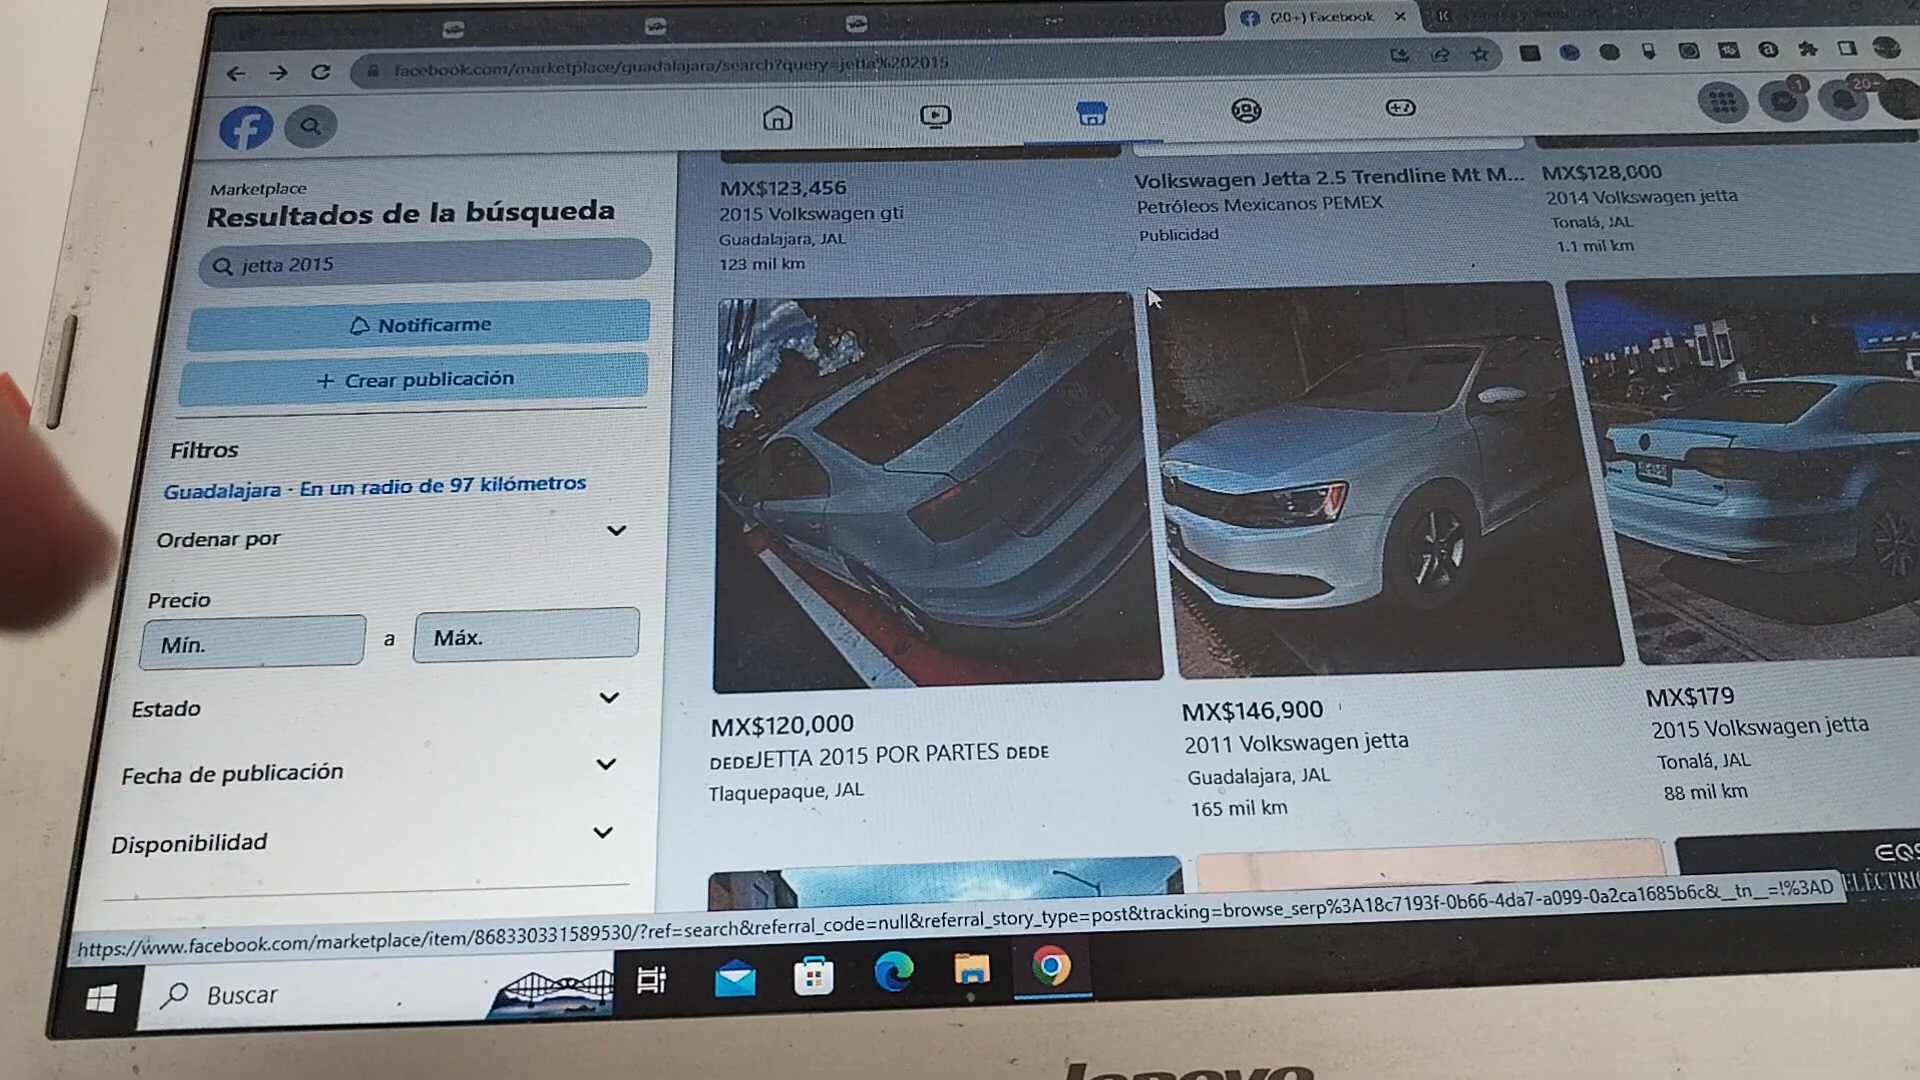 (20+) Facebook
facebook.com/marketplace/guadalajara/search?query=jetta%202015
1
20+
Marketplace
Resultados de la búsqueda
jetta 2015
Notificarme
+ Crear publicación
Filtros
Guadalajara · En un radio de 97 kilómetros
Ordenar por
Precio
Mín.
a
Máx.
Estado
Fecha de publicación
Disponibilidad
MX$123,456
2015 Volkswagen gti
Guadalajara, JAL
123 mil km
Volkswagen Jetta 2.5 Trendline Mt M...
Petróleos Mexicanos PEMEX
Publicidad
MX$128,000
2014 Volkswagen jetta
Tonalá, JAL
1.1 mil km
MX$120,000
DEDEJETTA 2015 POR PARTES DEDE
Tlaquepaque, JAL
MX$146,900
2011 Volkswagen jetta
Guadalajara, JAL
165 mil km
MX$179
2015 Volkswagen jetta
Tonalá, JAL
88 mil km
EQS
ELÉCTRI
https://www.facebook.com/marketplace/item/868330331589530/?ref=search&referral_code=null&referral_story_type=post&tracking=browse_serp%3A18c7193f-0b66-4da7-a099-0a2ca1685b6c&__tn__=!%3AD
Buscar
lenovo